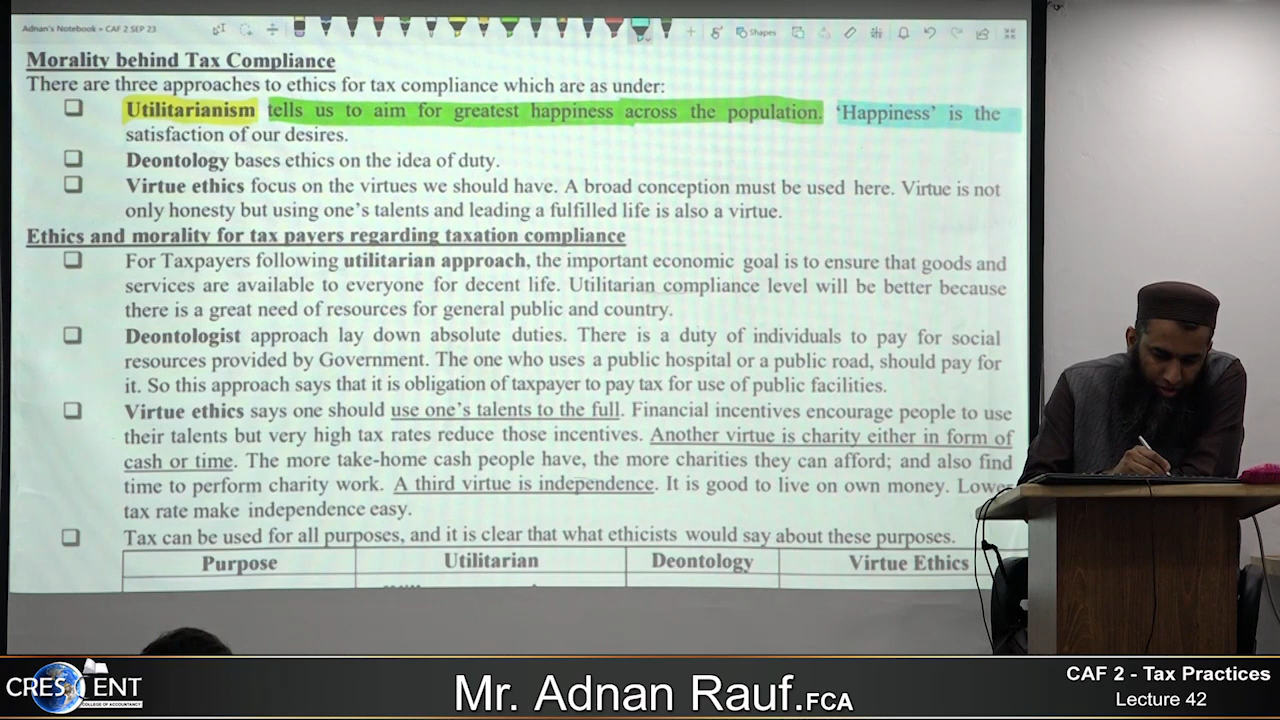 Adnan's Notebook » CAF 2 SEP 23
Shapes
Morality behind Tax Compliance
There are three approaches to ethics for tax compliance which are as under:
Utilitarianism tells us to aim for greatest happiness across the population. ‘Happiness’ is the
satisfaction of our desires.
Deontology bases ethics on the idea of duty.
Virtue ethics focus on the virtues we should have. A broad conception must be used here. Virtue is not
only honesty but using one’s talents and leading a fulfilled life is also a virtue.
Ethics and morality for tax payers regarding taxation compliance
For Taxpayers following utilitarian approach, the important economic goal is to ensure that goods and
services are available to everyone for decent life. Utilitarian compliance level will be better because
there is a great need of resources for general public and country.
Deontologist approach lay down absolute duties. There is a duty of individuals to pay for social
resources provided by Government. The one who uses a public hospital or a public road, should pay for
it. So this approach says that it is obligation of taxpayer to pay tax for use of public facilities.
Virtue ethics says one should use one’s talents to the full. Financial incentives encourage people to use
their talents but very high tax rates reduce those incentives. Another virtue is charity either in form of
cash or time. The more take-home cash people have, the more charities they can afford; and also find
time to perform charity work. A third virtue is independence. It is good to live on own money. Lower
tax rate make independence easy.
Tax can be used for all purposes, and it is clear that what ethicists would say about these purposes.
Purpose Utilitarian Deontology Virtue Ethics
CRESCENT
COLLEGE OF ACCOUNTANCY
Mr. Adnan Rauf.FCA
CAF 2 - Tax Practices
Lecture 42